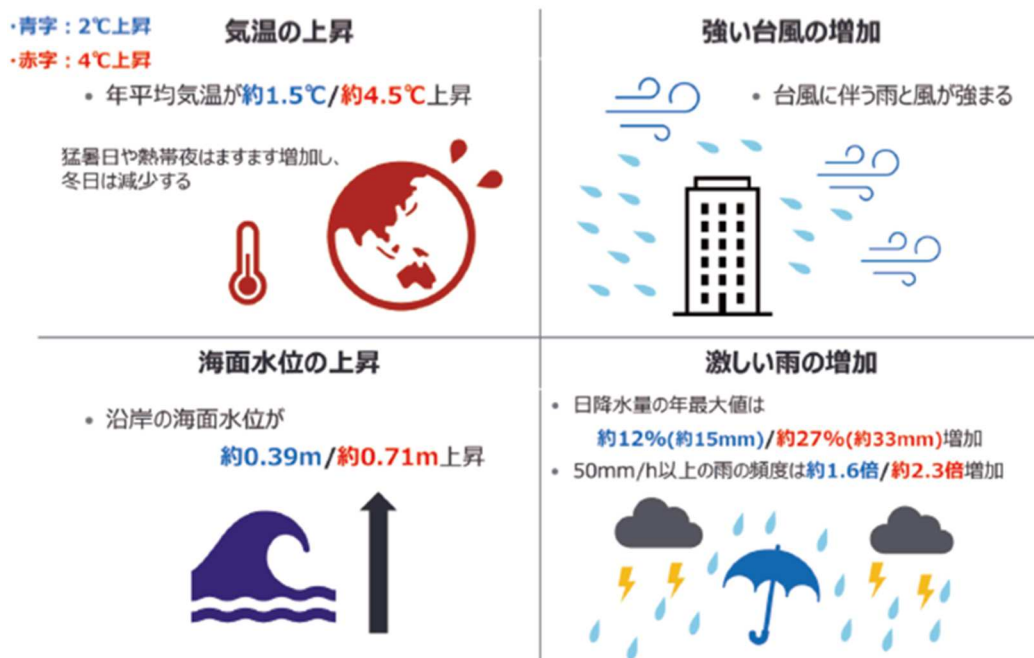 ・青字：2℃上昇
・赤字：4℃上昇
気温の上昇
• 年平均気温が約1.5℃/約4.5℃上昇
猛暑日や熱帯夜はますます増加し、
冬日は減少する
強い台風の増加
• 台風に伴う雨と風が強まる
海面水位の上昇
• 沿岸の海面水位が
約0.39m/約0.71m上昇
激しい雨の増加
• 日降水量の年最大値は
約12%(約15mm)/約27%(約33mm)増加
• 50mm/h以上の雨の頻度は約1.6倍/約2.3倍増加